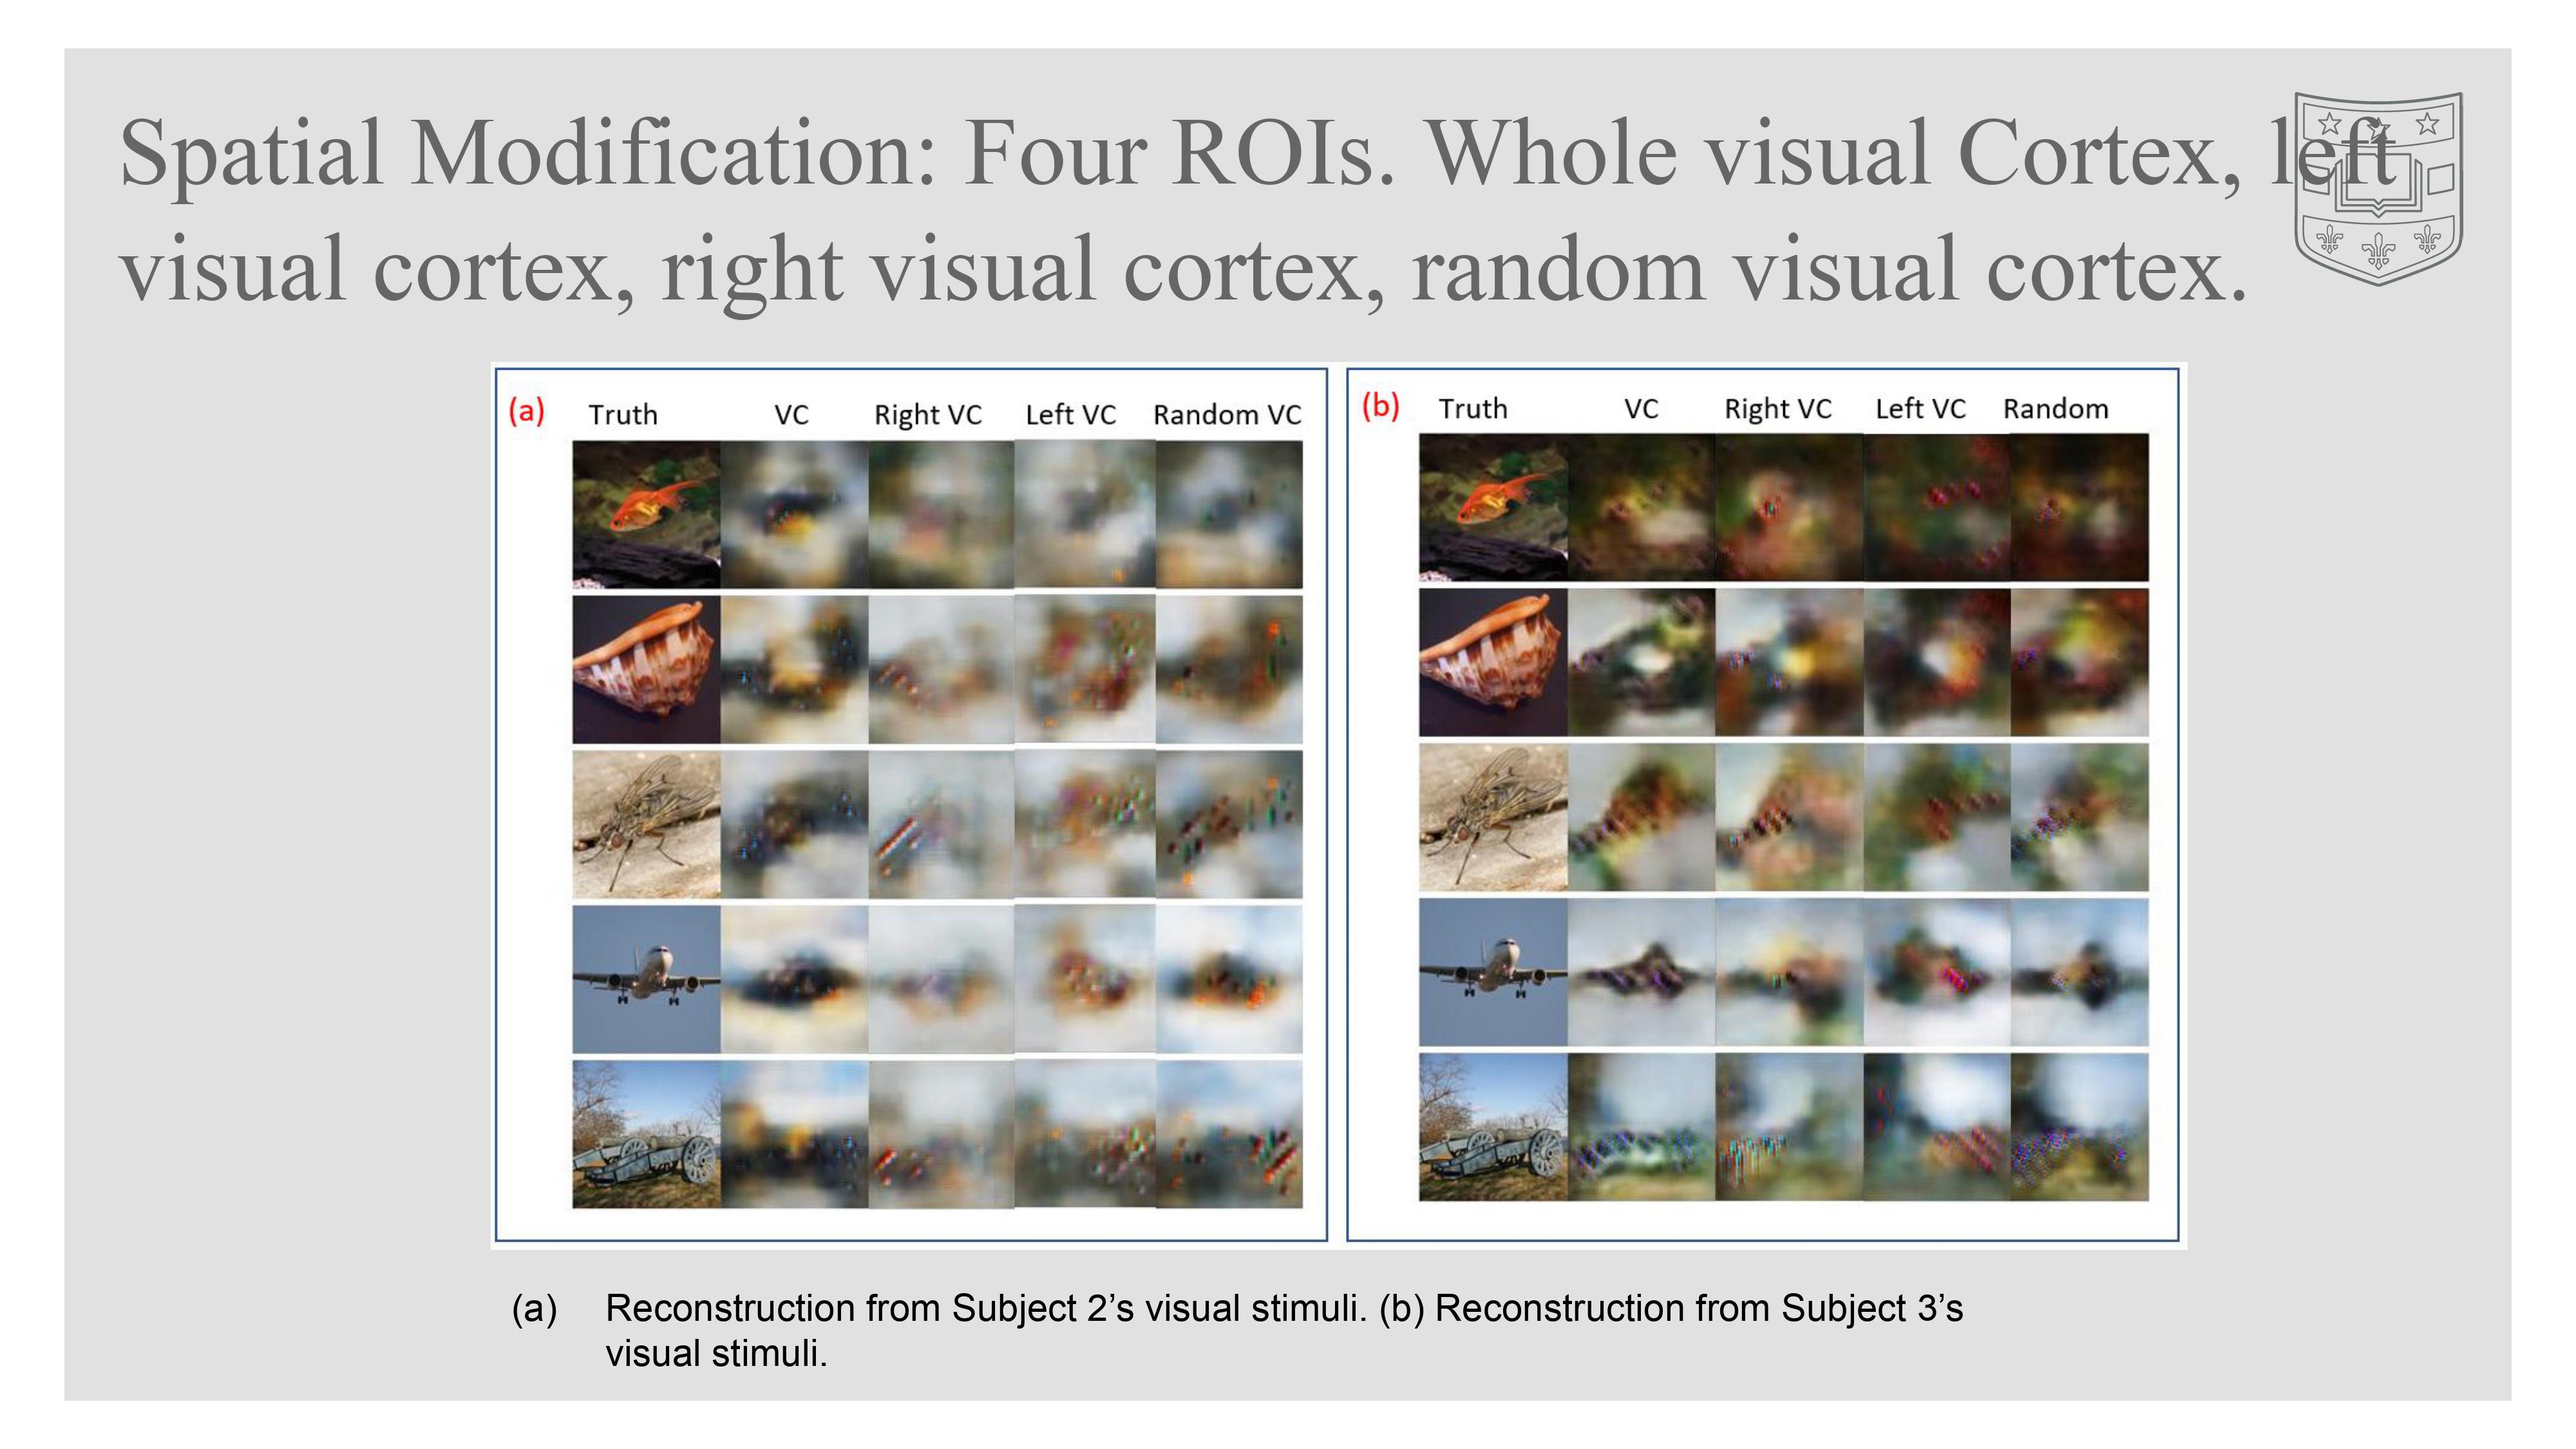 Spatial Modification: Four ROIs. Whole visual Cortex, left
visual cortex, right visual cortex, random visual cortex.
(a) Truth VC Right VC Left VC Random VC
(b) Truth VC Right VC Left VC Random
(a) Reconstruction from Subject 2’s visual stimuli. (b) Reconstruction from Subject 3’s
visual stimuli.